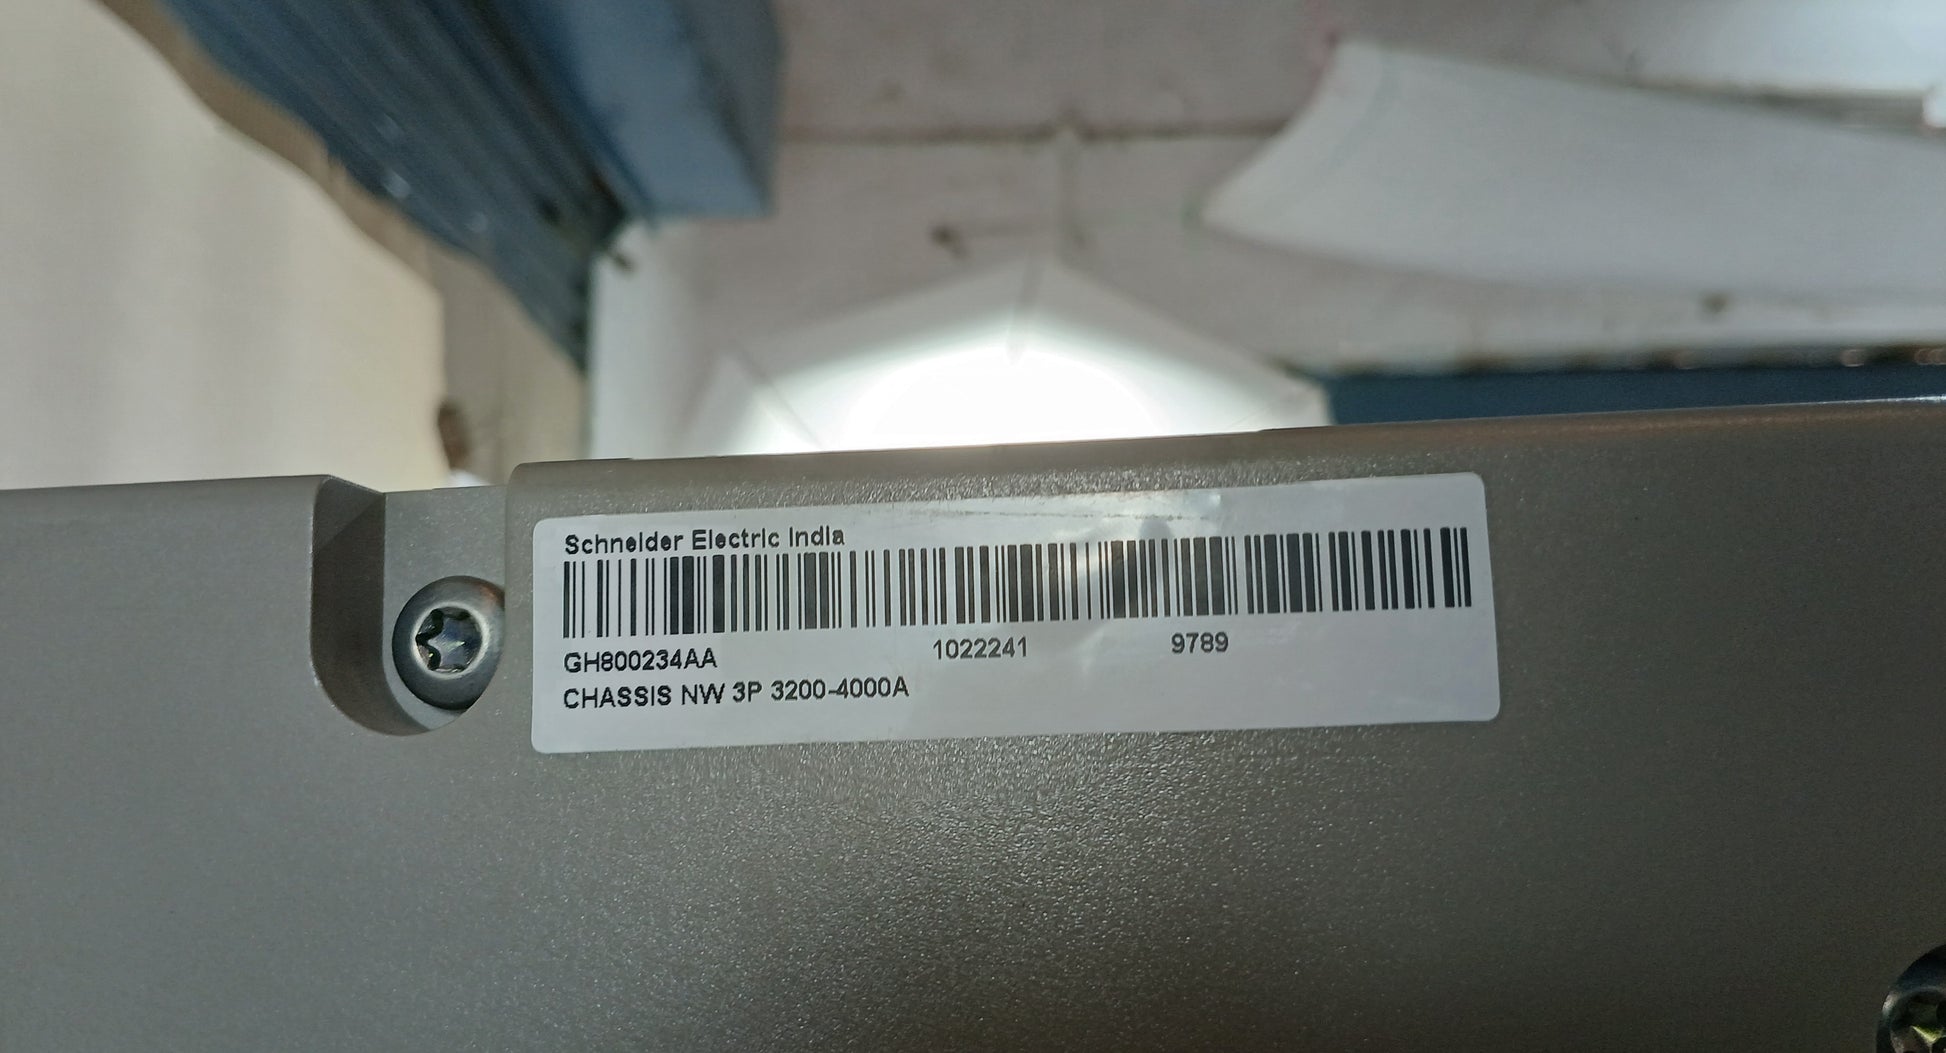 Schneider Electric India
GH800234AA 1022241 9789
CHASSIS NW 3P 3200-4000A